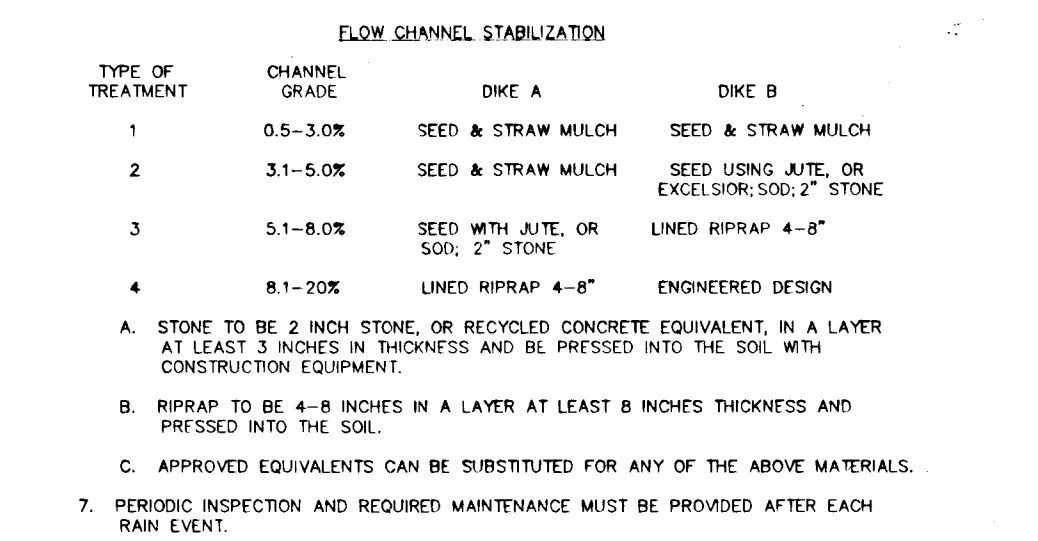 FLOW CHANNEL STABILIZATION
TYPE OF TREATMENT CHANNEL GRADE DIKE A DIKE B
1 0.5-3.0% SEED & STRAW MULCH SEED & STRAW MULCH
2 3.1-5.0% SEED & STRAW MULCH SEED USING JUTE, OR
EXCELSIOR; SOD; 2" STONE
3 5.1-8.0% SEED WITH JUTE, OR LINED RIPRAP 4-8"
SOD; 2" STONE
4 8.1-20% LINED RIPRAP 4-8" ENGINEERED DESIGN
A. STONE TO BE 2 INCH STONE, OR RECYCLED CONCRETE EQUIVALENT, IN A LAYER
AT LEAST 3 INCHES IN THICKNESS AND BE PRESSED INTO THE SOIL WITH
CONSTRUCTION EQUIPMENT.
B. RIPRAP TO BE 4-8 INCHES IN A LAYER AT LEAST 8 INCHES THICKNESS AND
PRESSED INTO THE SOIL.
C. APPROVED EQUIVALENTS CAN BE SUBSTITUTED FOR ANY OF THE ABOVE MATERIALS.
7. PERIODIC INSPECTION AND REQUIRED MAINTENANCE MUST BE PROVIDED AFTER EACH
RAIN EVENT.